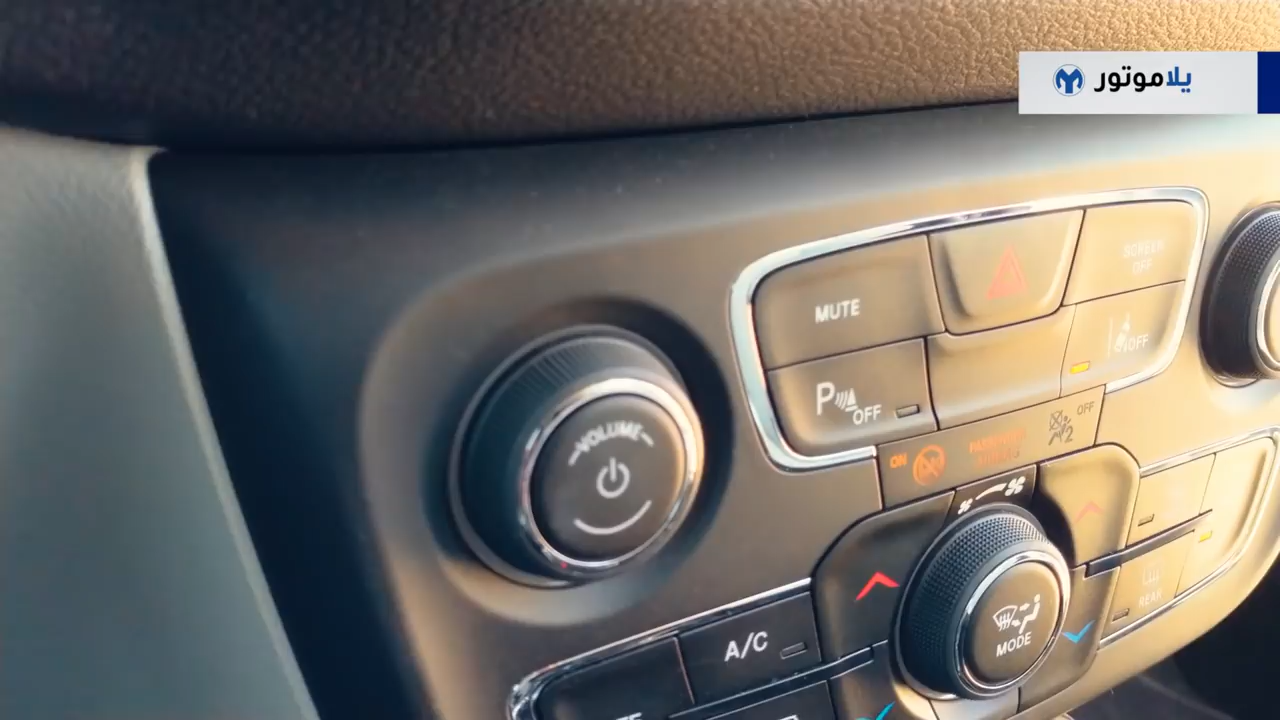 يلاموتور
SCREEN
OFF
MUTE
OFF
P OFF
OFF
ON
PASSENGER
AIRBAG
VOLUME
MODE
REAR
A/C